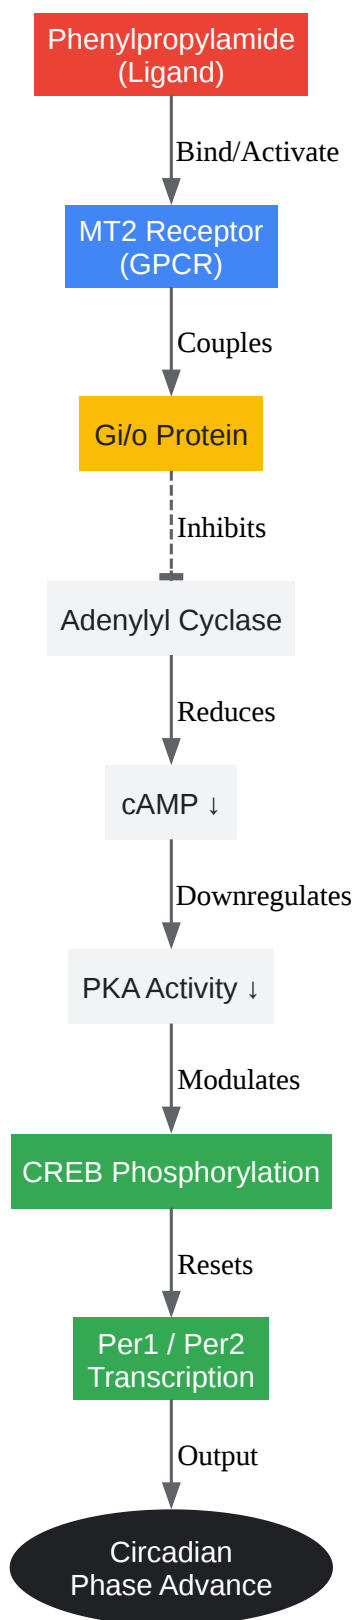 Phenylpropylamide
(Ligand)
Bind/Activate
MT2 Receptor
(GPCR)
Couples
Gi/o Protein
Inhibits
Adenylyl Cyclase
Reduces
cAMP ↓
Downregulates
PKA Activity ↓
Modulates
CREB Phosphorylation
Resets
Per1 / Per2
Transcription
Output
Circadian
Phase Advance